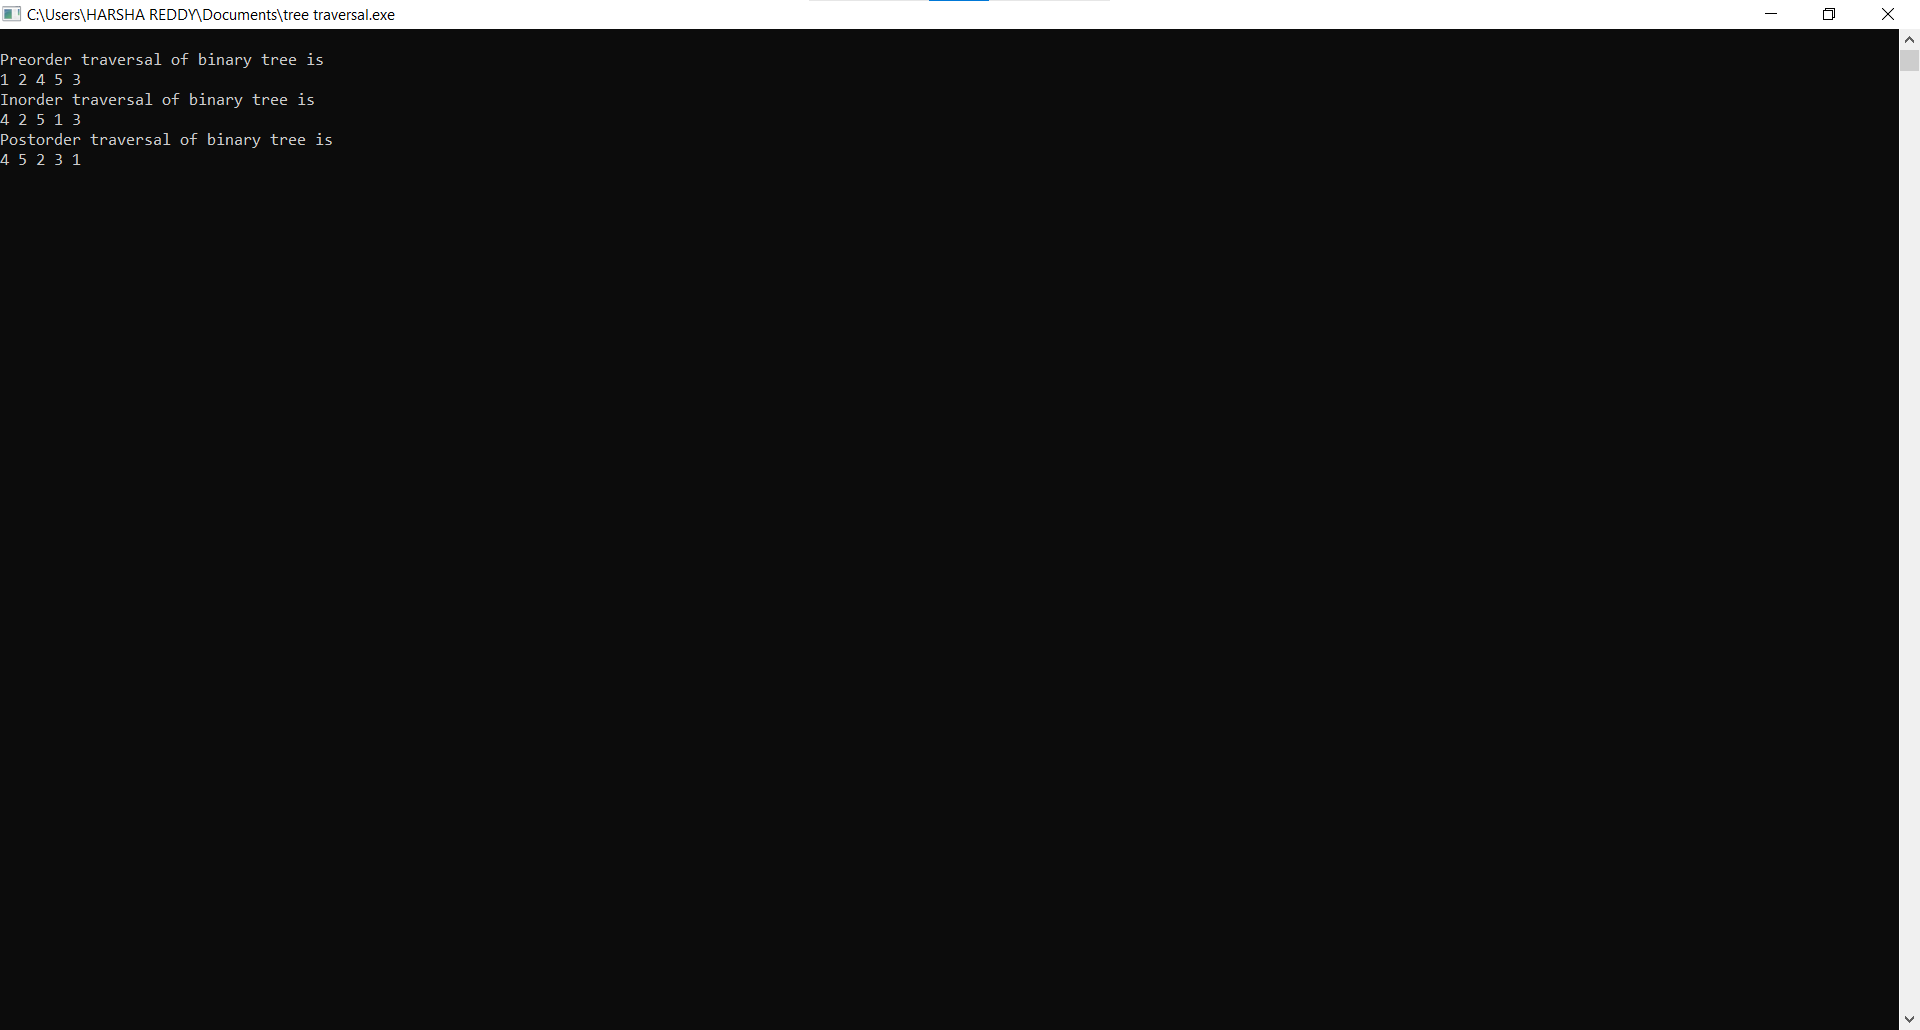 C:\Users\HARSHA REDDY\Documents\tree traversal.exe
Preorder traversal of binary tree is
1 2 4 5 3
Inorder traversal of binary tree is
4 2 5 1 3
Postorder traversal of binary tree is
4 5 2 3 1